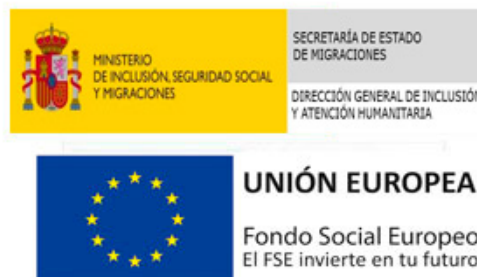 MINISTERIO
DE INCLUSIÓN, SEGURIDAD SOCIAL
Y MIGRACIONES
SECRETARÍA DE ESTADO
DE MIGRACIONES
DIRECCIÓN GENERAL DE INCLUSIÓN
Y ATENCIÓN HUMANITARIA
UNIÓN EUROPEA
Fondo Social Europeo
El FSE invierte en tu futuro